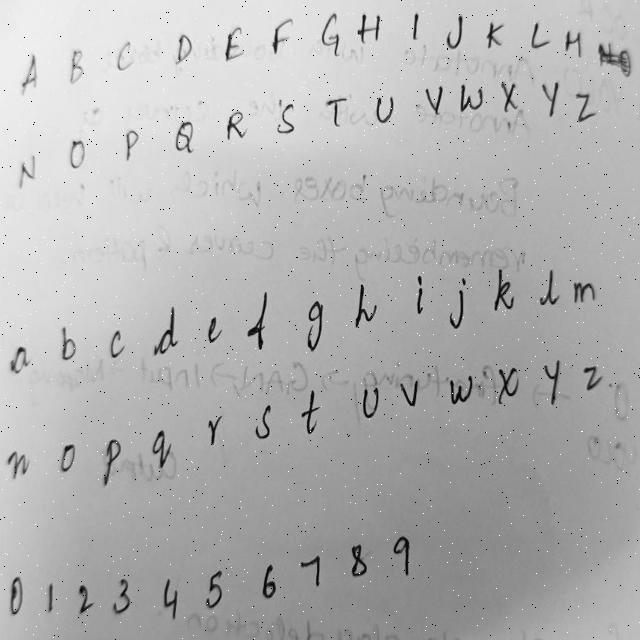 A B C D E F G H I J K L M
N O P Q R S T U V W X Y Z
a b c d e f g h i j k l m
n o p q r s t u v w x y z
0 1 2 3 4 5 6 7 8 9